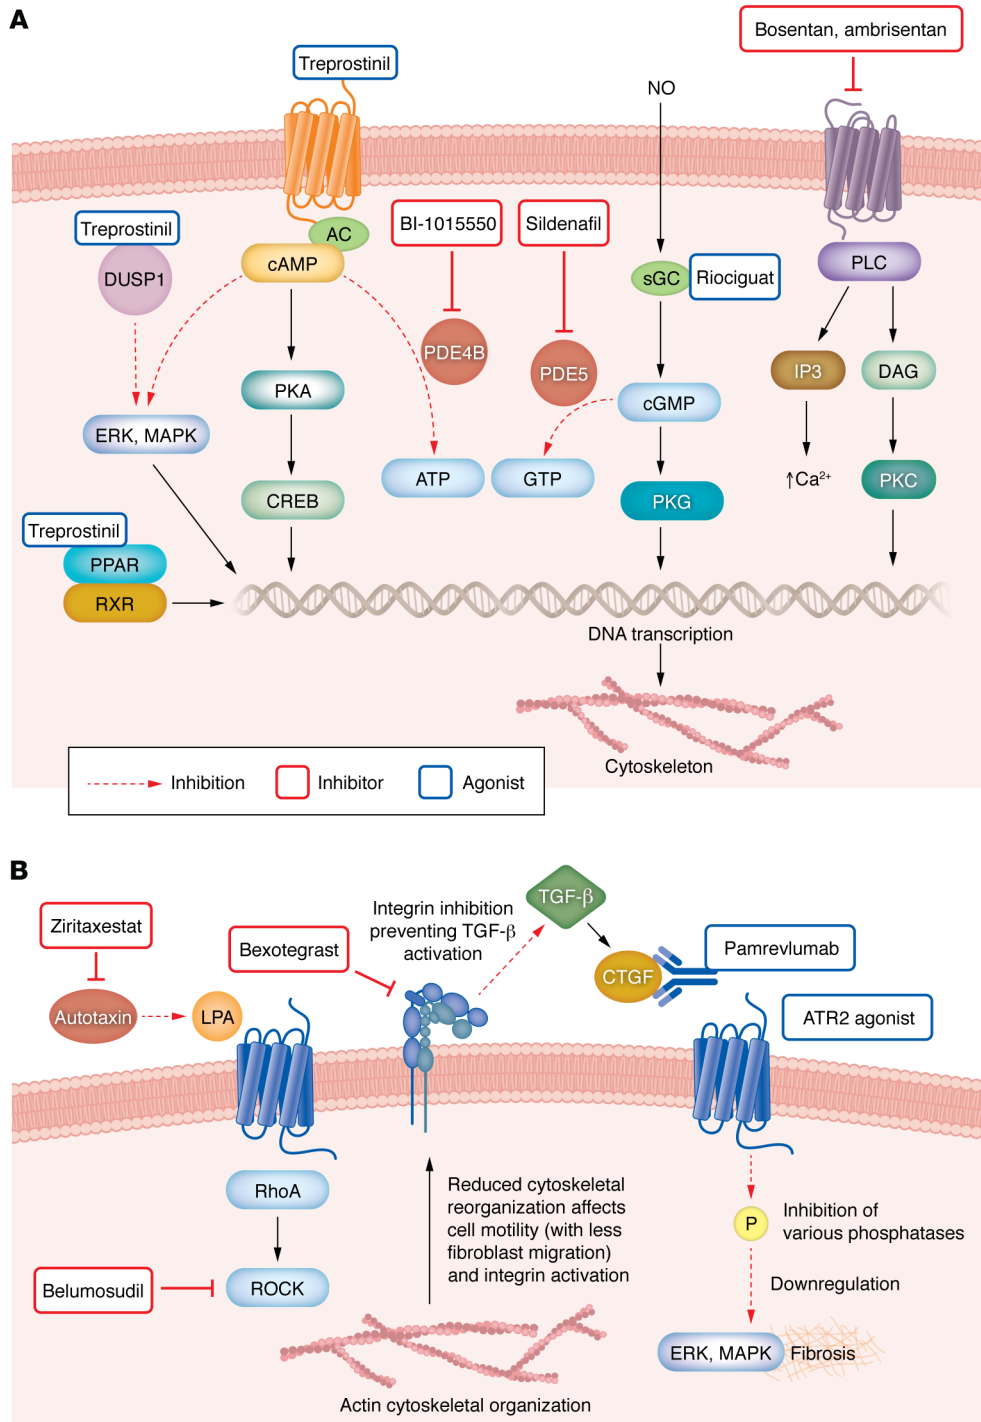 A
Bosentan, ambrisentan
Treprostinil
NO
Treprostinil
DUSP1
AC
cAMP
BI-1015550
Sildenafil
sGC
Riociguat
PLC
PDE4B
PDE5
IP3
DAG
PKA
cGMP
ERK, MAPK
ATP
GTP
↑Ca²⁺
PKC
CREB
PKG
Treprostinil
PPAR
RXR
DNA transcription
Cytoskeleton
Inhibition
Inhibitor
Agonist
B
TGF-β
Ziritaxestat
Bexotegrast
Integrin inhibition
preventing TGF-β
activation
Pamrevlumab
CTGF
Autotaxin
LPA
ATR2 agonist
RhoA
Reduced cytoskeletal
reorganization affects
cell motility (with less
fibroblast migration)
and integrin activation
P
Inhibition of
various phosphatases
Belumosudil
ROCK
Downregulation
ERK, MAPK
Fibrosis
Actin cytoskeletal organization